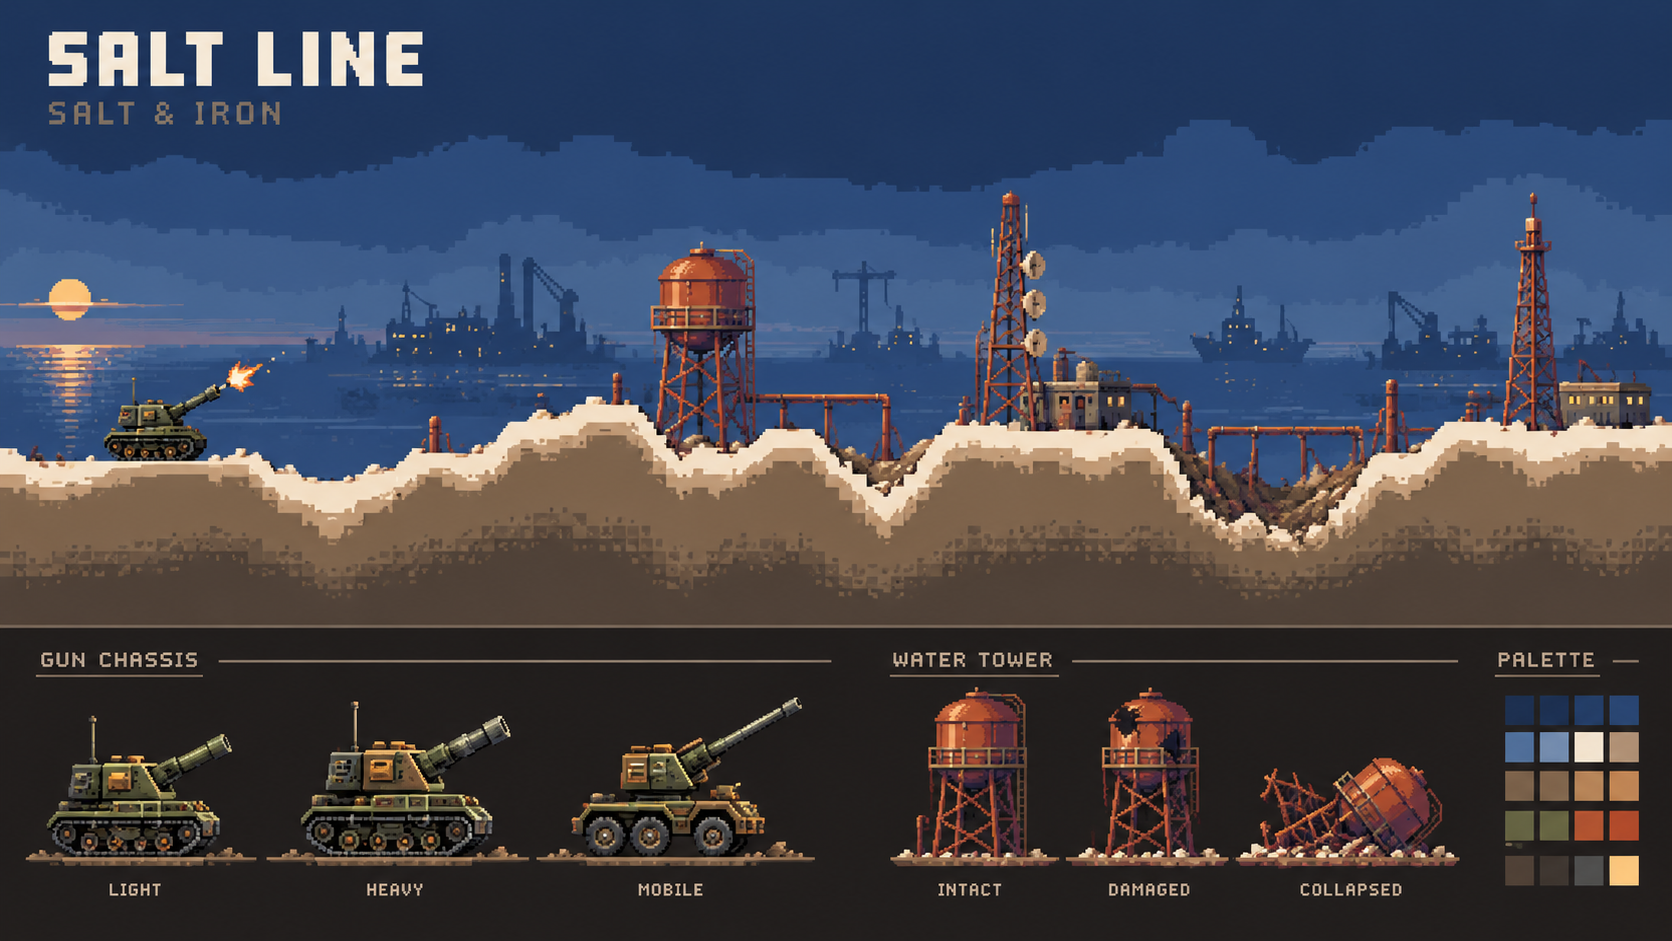 SALT LINE
SALT & IRON
GUN CHASSIS
WATER TOWER
PALETTE
LIGHT
HEAVY
MOBILE
INTACT
DAMAGED
COLLAPSED